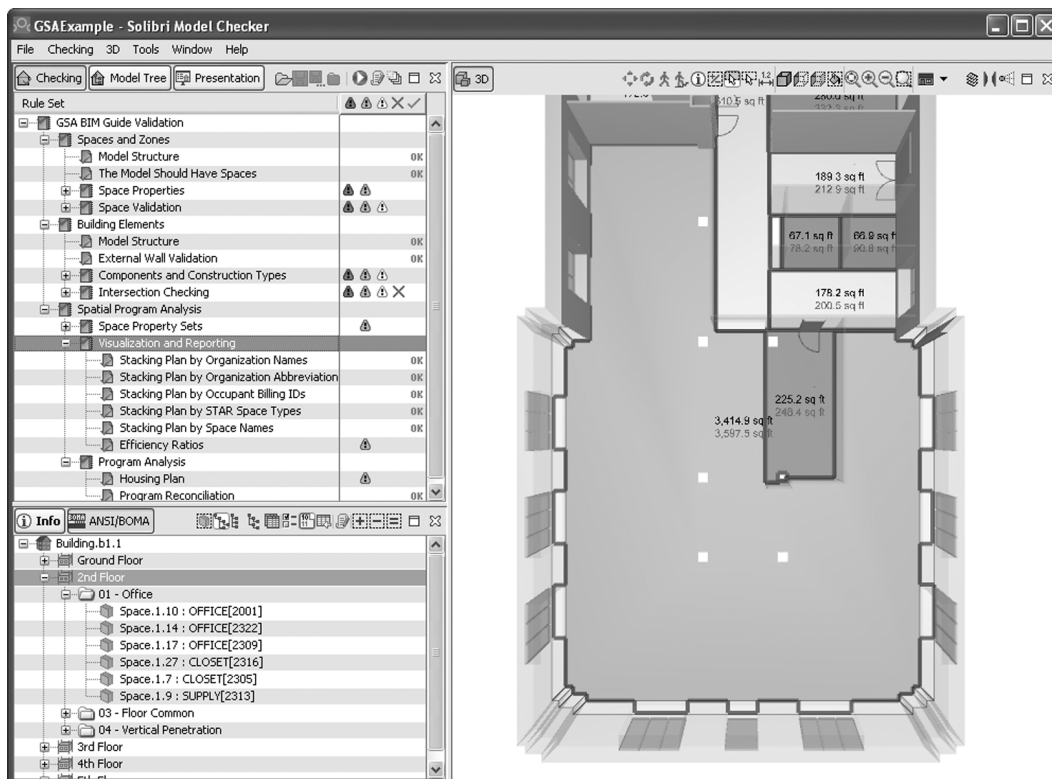 GSAExample - Solibri Model Checker
File Checking 3D Tools Window Help
Checking Model Tree Presentation
Rule Set
GSA BIM Guide Validation
Spaces and Zones
Model Structure OK
The Model Should Have Spaces OK
Space Properties
Space Validation
Building Elements
Model Structure OK
External Wall Validation OK
Components and Construction Types
Intersection Checking
Spatial Program Analysis
Space Property Sets
Visualization and Reporting
Stacking Plan by Organization Names OK
Stacking Plan by Organization Abbreviation OK
Stacking Plan by Occupant Billing IDs OK
Stacking Plan by STAR Space Types OK
Stacking Plan by Space Names OK
Efficiency Ratios
Program Analysis
Housing Plan
Program Reconciliation OK
Info ANSI/BOMA
Building.b1.1
Ground Floor
2nd Floor
01 - Office
Space.1.10 : OFFICE[2001]
Space.1.14 : OFFICE[2322]
Space.1.17 : OFFICE[2309]
Space.1.27 : CLOSET[2316]
Space.1.7 : CLOSET[2305]
Space.1.9 : SUPPLY[2313]
03 - Floor Common
04 - Vertical Penetration
3rd Floor
4th Floor
3D
189.3 sq ft
212.9 sq ft
67.1 sq ft 66.9 sq ft
78.2 sq ft 90.8 sq ft
178.2 sq ft
200.5 sq ft
225.2 sq ft
248.4 sq ft
3,414.9 sq ft
3,597.5 sq ft